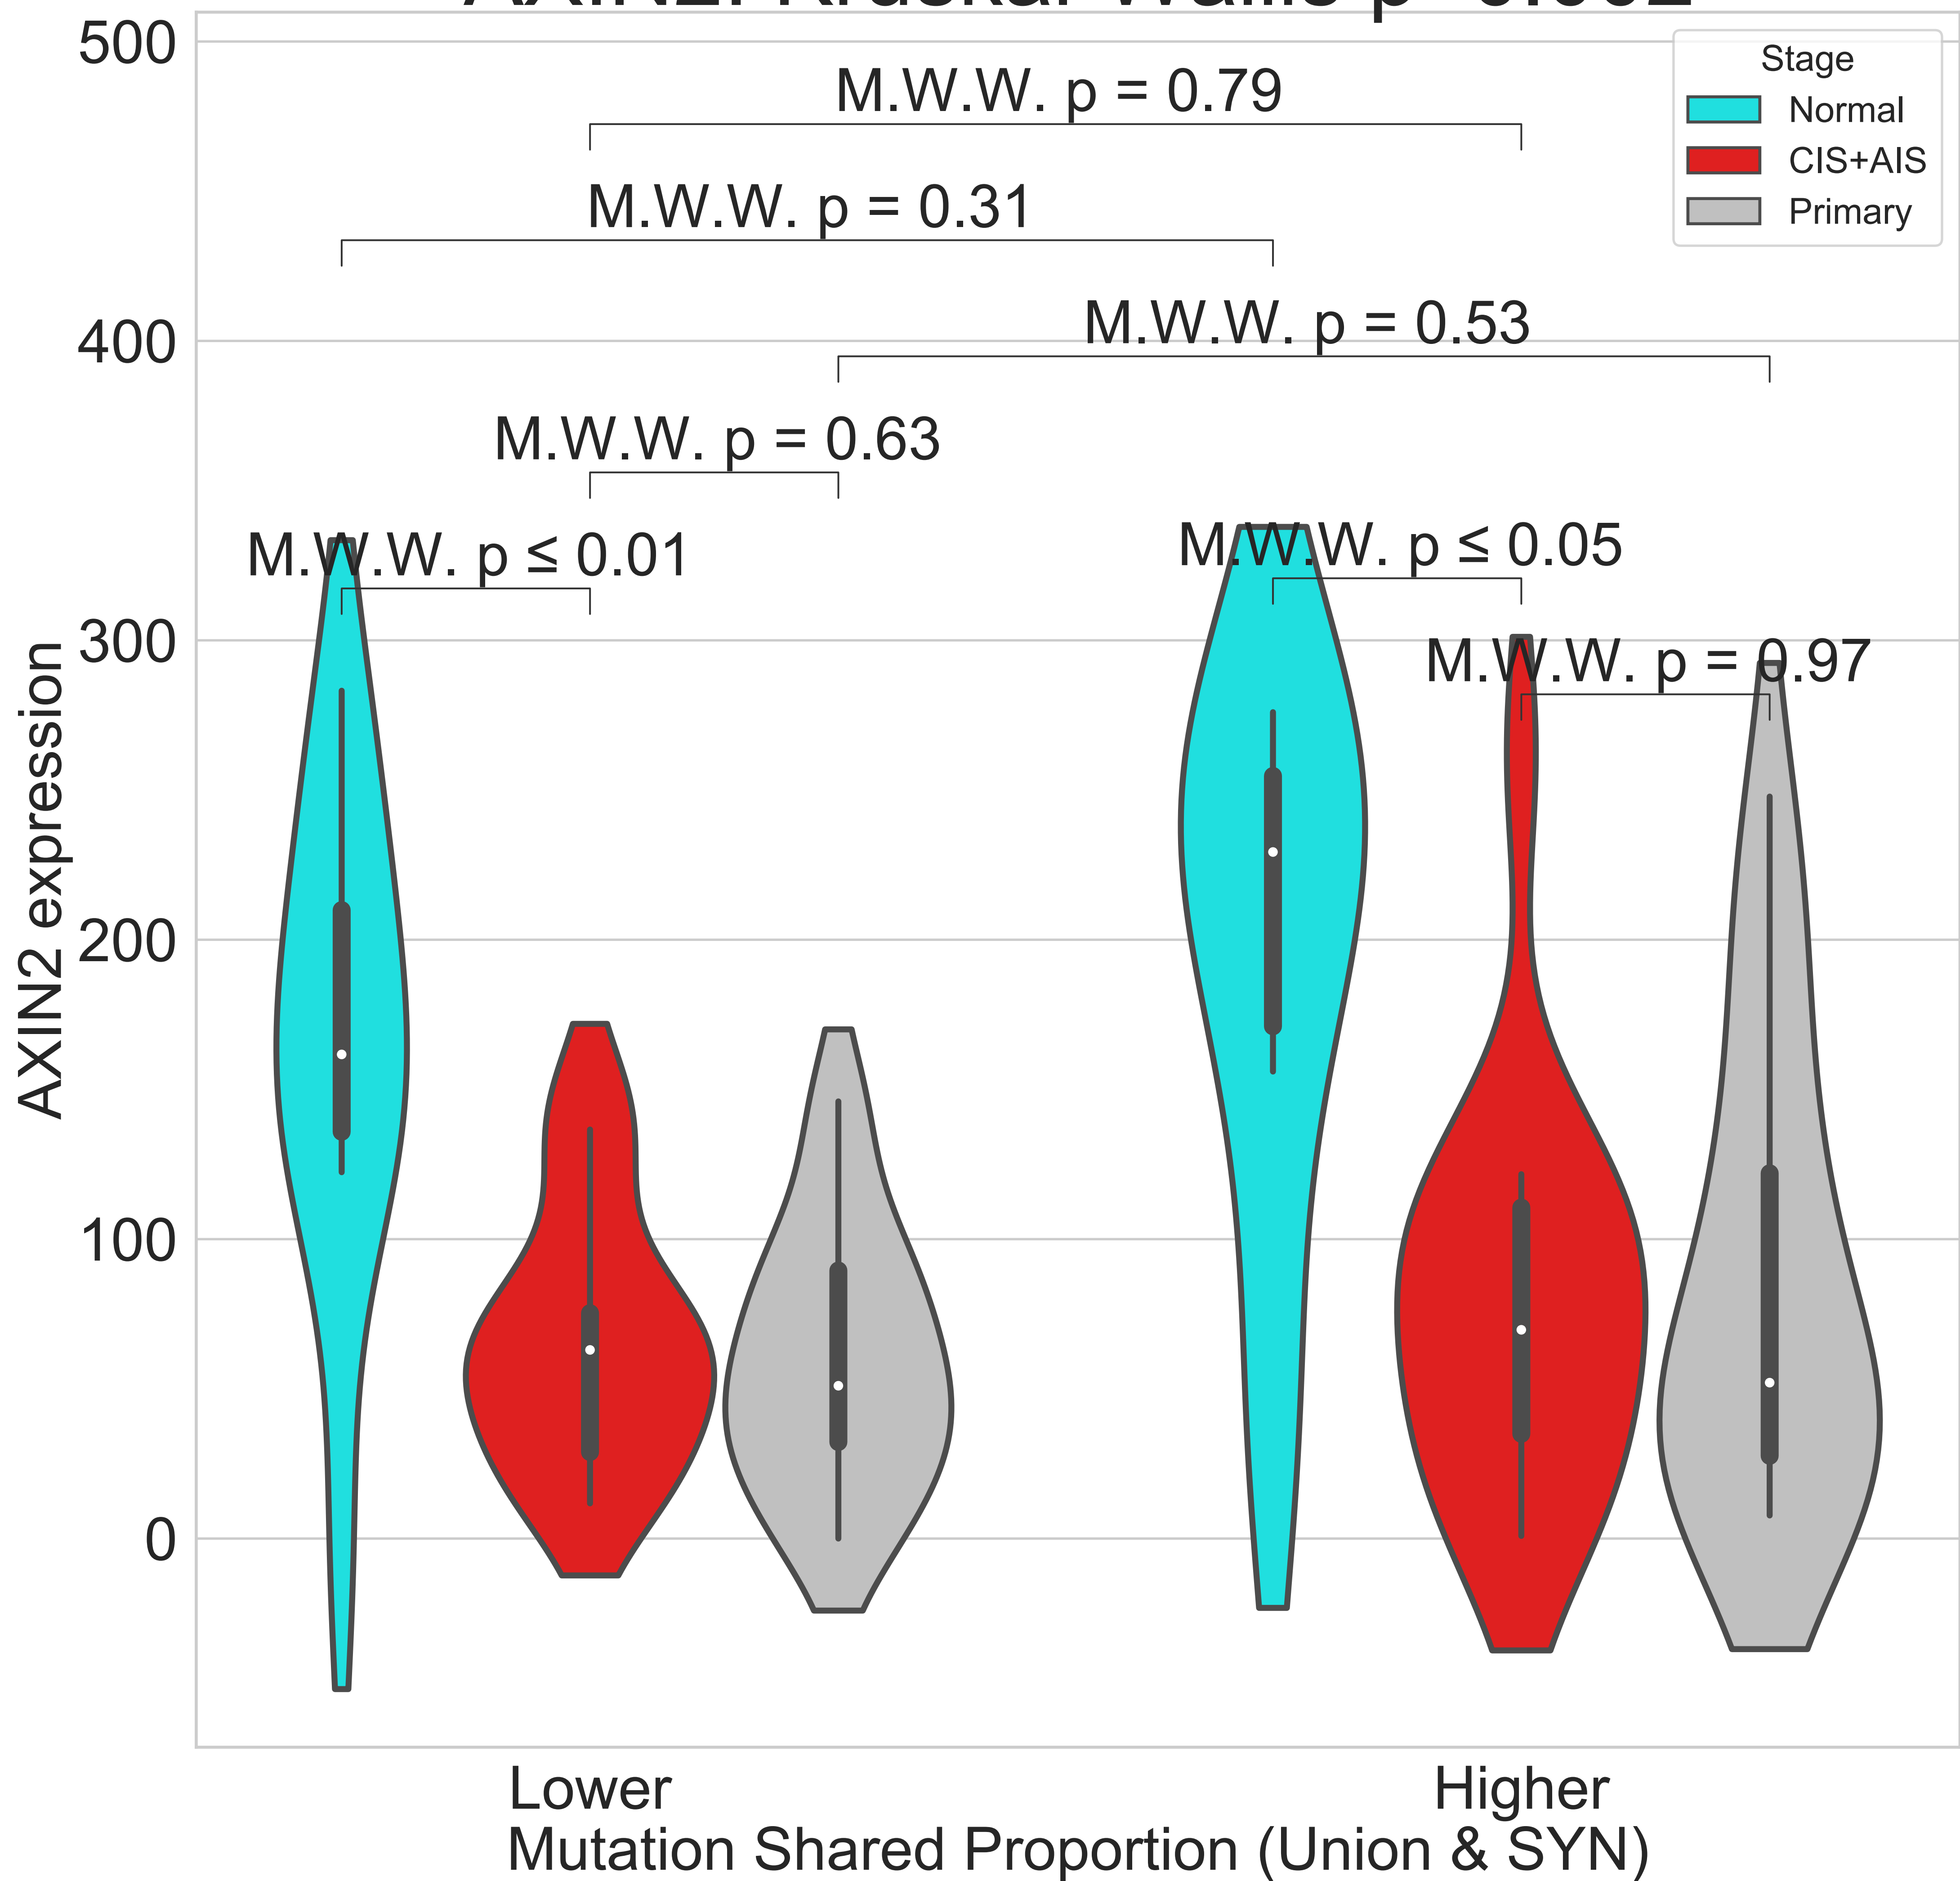 500
400
300
200
100
0
AXIN2 expression
M.W.W. p = 0.79
M.W.W. p = 0.31
M.W.W. p = 0.53
M.W.W. p = 0.63
M.W.W. p ≤ 0.01
M.W.W. p ≤ 0.05
M.W.W. p = 0.97
Stage
Normal
CIS+AIS
Primary
Lower
Higher
Mutation Shared Proportion (Union & SYN)